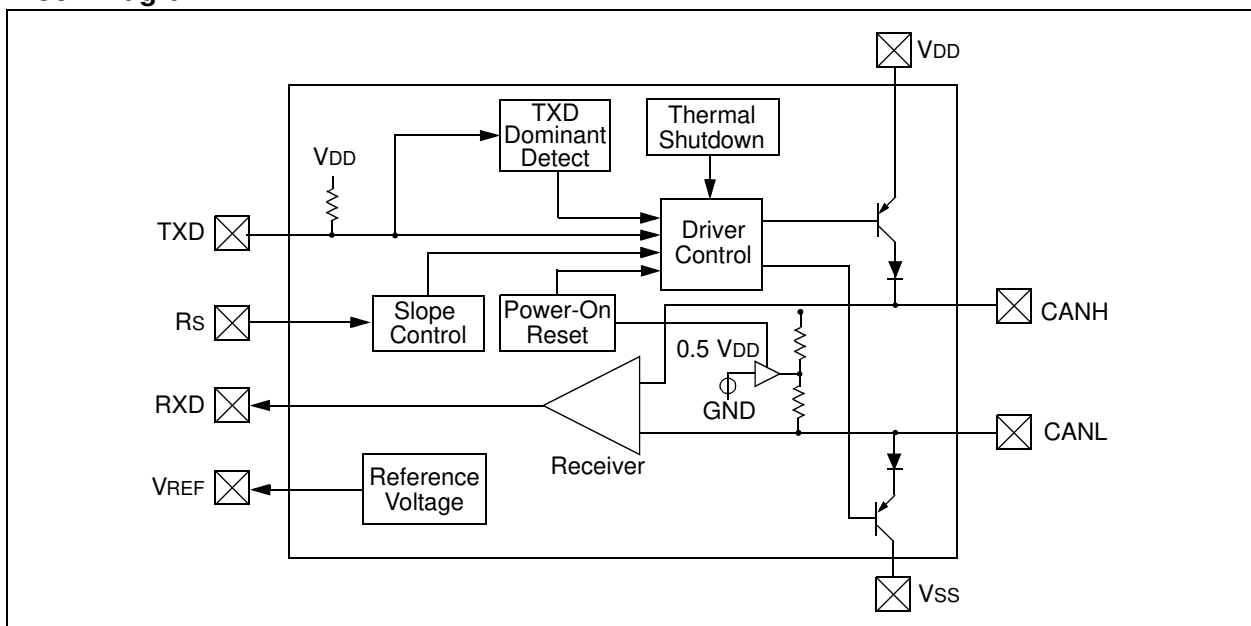 VDD
TXD
Dominant
Detect
Thermal
Shutdown
VDD
TXD
Driver
Control
RS
Slope
Control
Power-On
Reset
CANH
0.5 VDD
RXD
GND
CANL
Receiver
VREF
Reference
Voltage
VSS